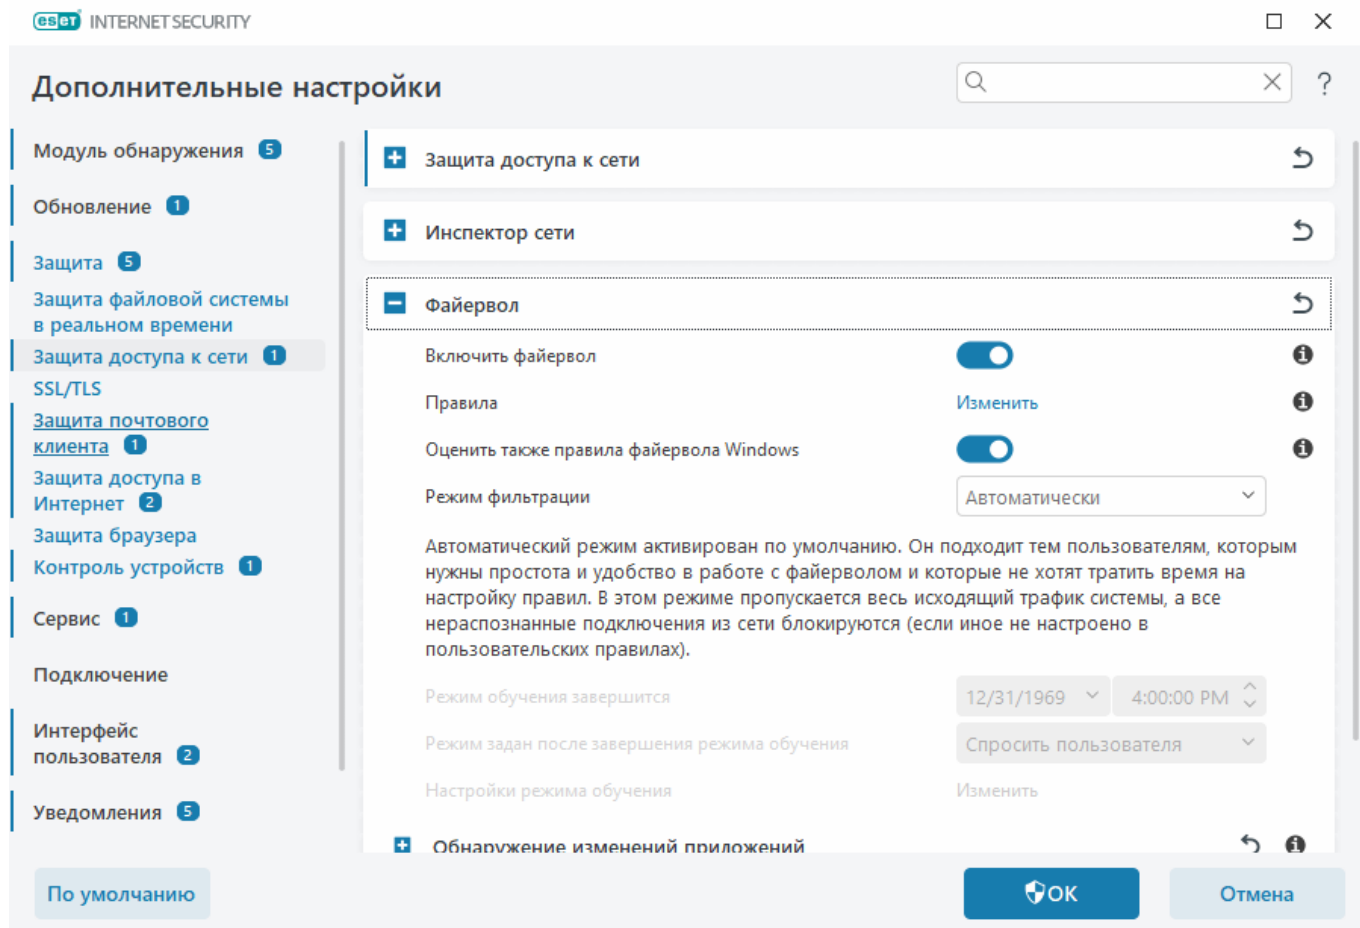 eset INTERNET SECURITY
Дополнительные настройки
?
Модуль обнаружения 5
Обновление 1
Защита 5
Защита файловой системы
в реальном времени
Защита доступа к сети 1
SSL/TLS
Защита почтового
клиента 1
Защита доступа в
Интернет 2
Защита браузера
Контроль устройств 1
Сервис 1
Подключение
Интерфейс
пользователя 2
Уведомления 5
Защита доступа к сети
Инспектор сети
Файервол
Включить файервол
Правила Изменить
Оценить также правила файервола Windows
Режим фильтрации Автоматически
Автоматический режим активирован по умолчанию. Он подходит тем пользователям, которым
нужны простота и удобство в работе с файерволом и которые не хотят тратить время на
настройку правил. В этом режиме пропускается весь исходящий трафик системы, а все
нераспознанные подключения из сети блокируются (если иное не настроено в
пользовательских правилах).
Режим обучения завершится 12/31/1969 4:00:00 PM
Режим задан после завершения режима обучения Спросить пользователя
Настройки режима обучения Изменить
Обнаружение изменений приложений
По умолчанию OK Отмена